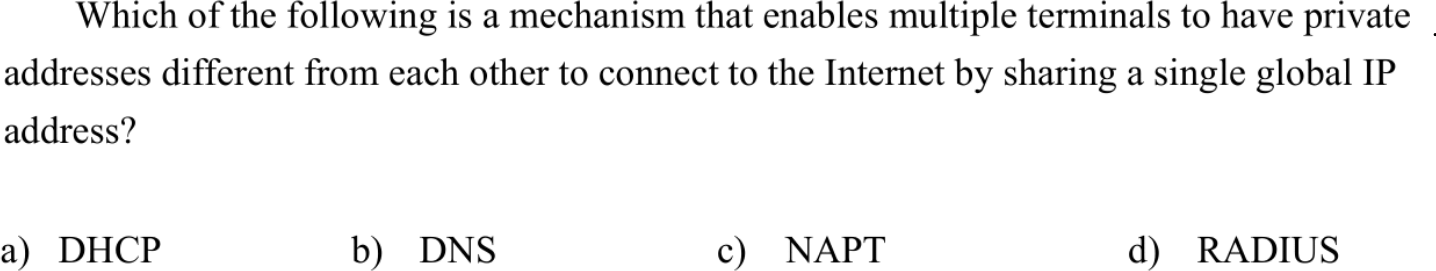 Which of the following is a mechanism that enables multiple terminals to have private
addresses different from each other to connect to the Internet by sharing a single global IP
address?
a) DHCP b) DNS c) NAPT d) RADIUS